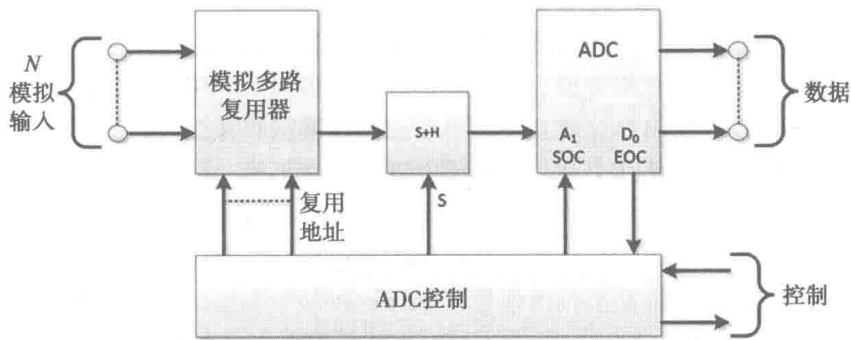 N
模拟
输入
模拟多路
复用器
S+H
ADC
A₁
SOC
D₀
EOC
数据
复用
地址
S
ADC控制
控制